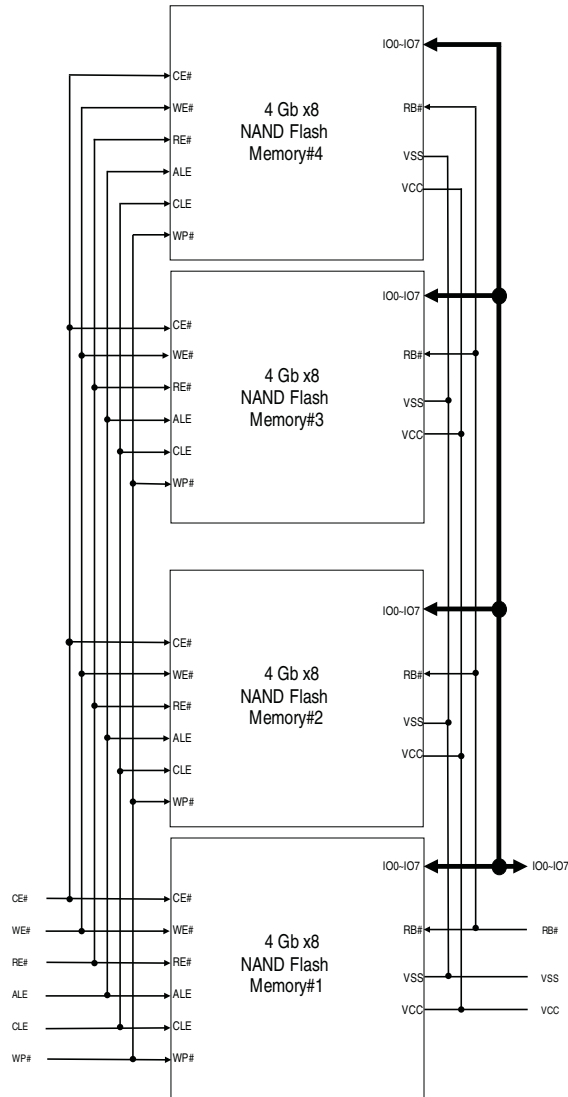 IO0~IO7
CE#
WE#
RB#
4 Gb x8
NAND Flash
Memory#4
RE#
VSS
ALE
VCC
CLE
WP#
IO0~IO7
CE#
WE#
RB#
4 Gb x8
NAND Flash
Memory#3
RE#
VSS
ALE
VCC
CLE
WP#
IO0~IO7
CE#
WE#
RB#
4 Gb x8
NAND Flash
Memory#2
RE#
VSS
ALE
VCC
CLE
WP#
IO0~IO7
IO0~IO7
CE#
CE#
WE#
WE#
RB#
RB#
4 Gb x8
NAND Flash
Memory#1
RE#
RE#
VSS
VSS
ALE
ALE
VCC
VCC
CLE
CLE
WP#
WP#